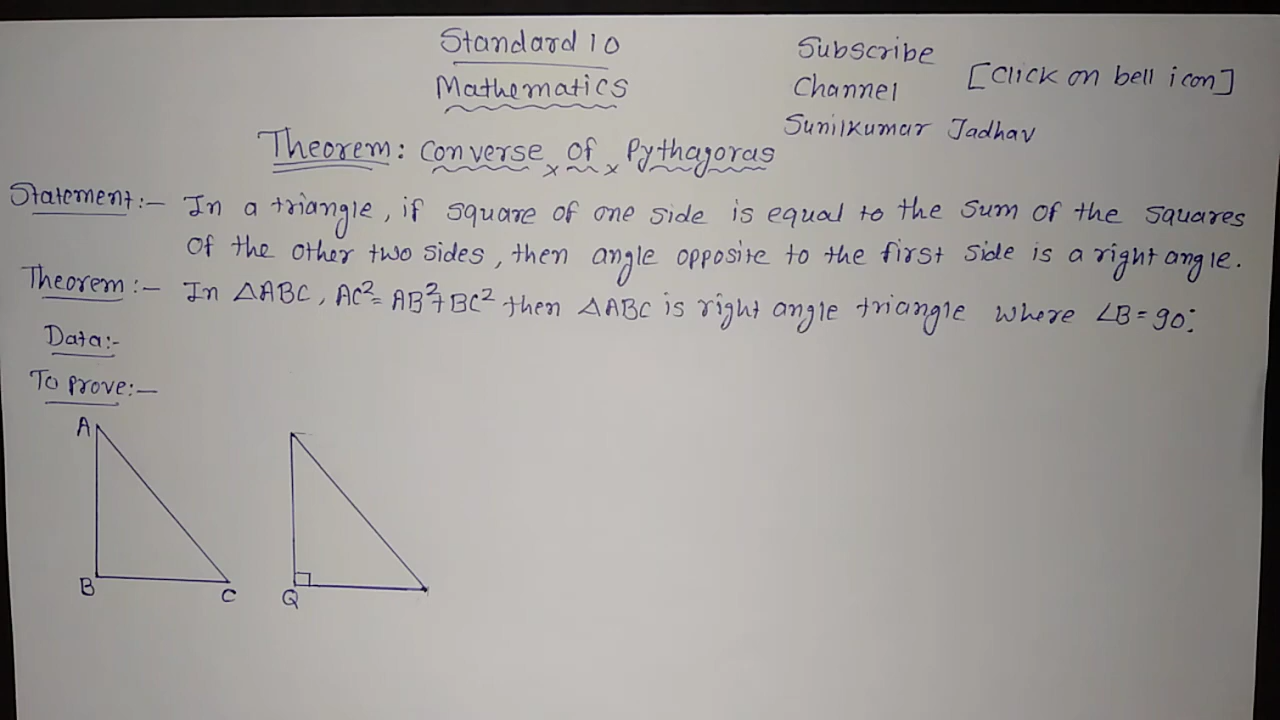 Standard 10
Mathematics
Subscribe
Channel [Click on bell icon]
Sunilkumar Jadhav
Theorem: Converse of Pythagoras
Statement:- In a triangle, if square of one side is equal to the sum of the squares
of the other two sides, then angle opposite to the first side is a right angle.
Theorem:- In △ABC, AC²= AB²+BC² then △ABC is right angle triangle where ∠B=90°.
Data:-
To prove:-
A
B C Q